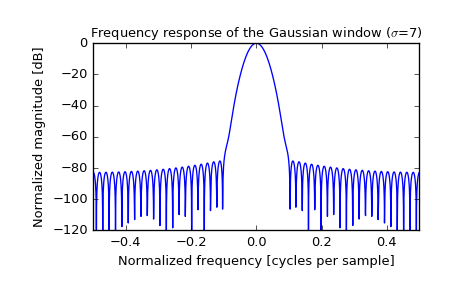 Frequency response of the Gaussian window (σ=7)
Normalized magnitude [dB]
0
−20
−40
−60
−80
−100
−120
−0.4 −0.2 0.0 0.2 0.4
Normalized frequency [cycles per sample]